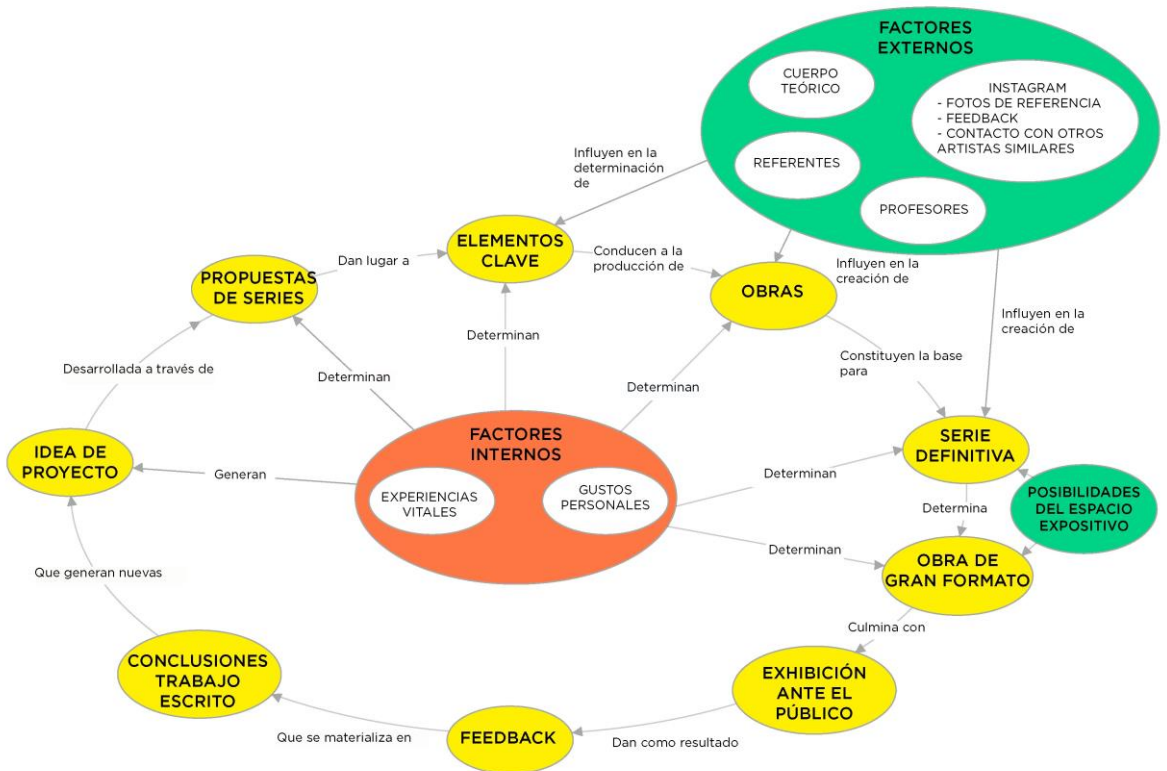 FACTORES
EXTERNOS
CUERPO
TEÓRICO
INSTAGRAM
- FOTOS DE REFERENCIA
- FEEDBACK
- CONTACTO CON OTROS
ARTISTAS SIMILARES
REFERENTES
PROFESORES
Influyen en la
determinación
de
ELEMENTOS
CLAVE
Conducen a la
producción de
Influyen en la
creación de
Dan lugar a
PROPUESTAS
DE SERIES
OBRAS
Influyen en la
creación de
Determinan
Desarrollada a través de
Determinan
Determinan
Constituyen la base
para
FACTORES
INTERNOS
EXPERIENCIAS
VITALES
GUSTOS
PERSONALES
IDEA DE
PROYECTO
Generan
Determinan
SERIE
DEFINITIVA
POSIBILIDADES
DEL ESPACIO
EXPOSITIVO
Determina
Determinan
OBRA DE
GRAN FORMATO
Que generan nuevas
Culmina con
CONCLUSIONES
TRABAJO
ESCRITO
EXHIBICIÓN
ANTE EL
PÚBLICO
Que se materializa en
FEEDBACK
Dan como resultado